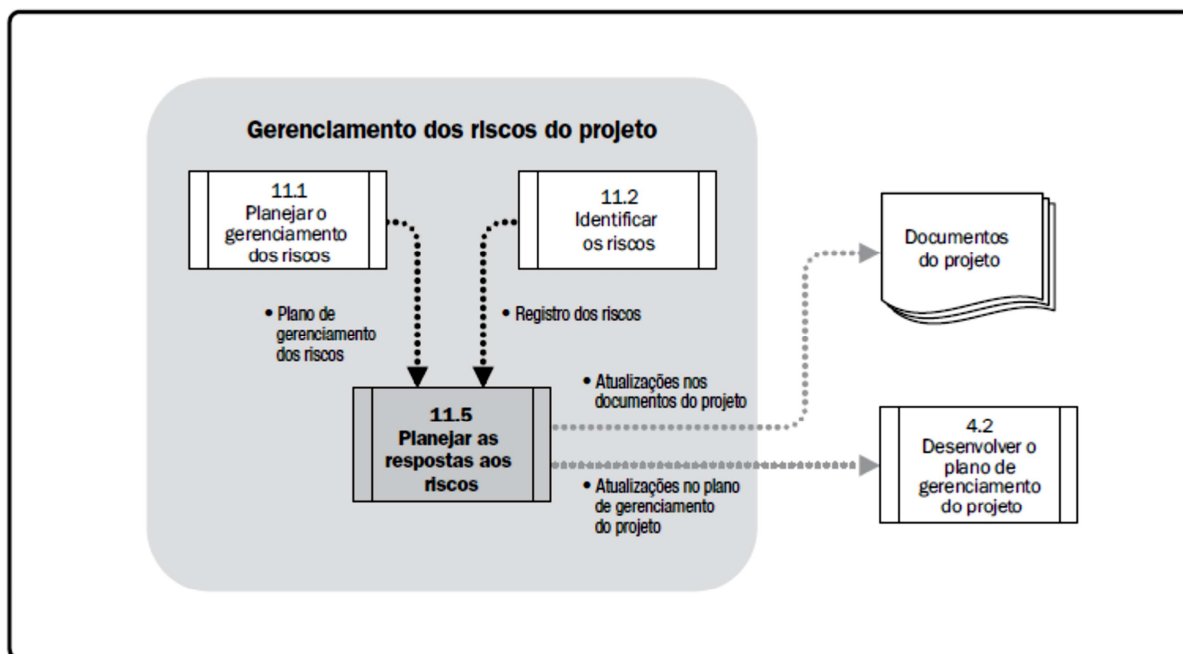 Gerenciamento dos riscos do projeto
11.1
Planejar o
gerenciamento
dos riscos
11.2
Identificar
os riscos
Documentos
do projeto
• Plano de
gerenciamento
dos riscos
• Registro dos riscos
• Atualizações nos
documentos do projeto
11.5
Planejar as
respostas aos
riscos
4.2
Desenvolver o
plano de
gerenciamento
do projeto
• Atualizações no plano
de gerenciamento
do projeto